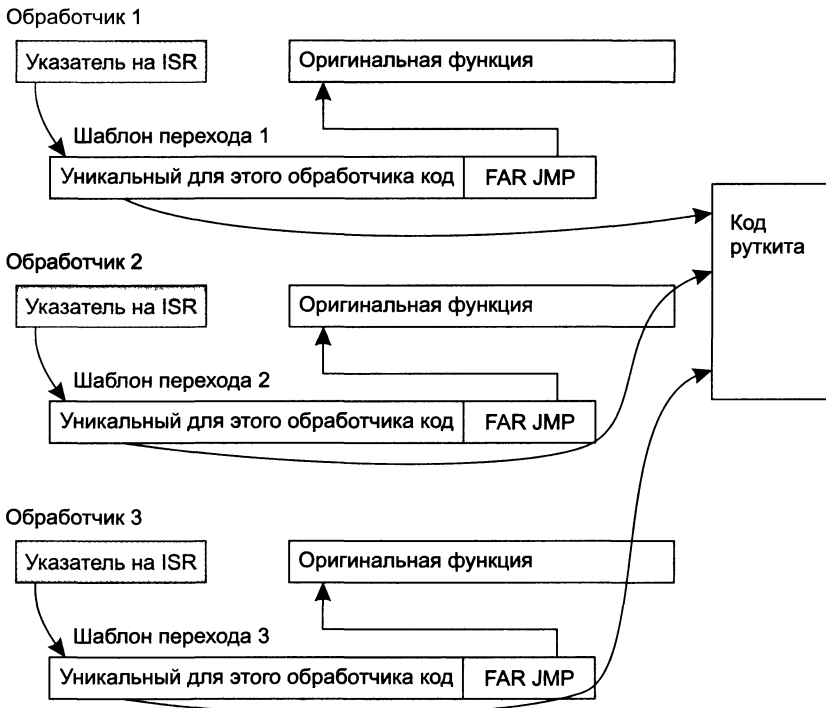 Обработчик 1
Указатель на ISR
Оригинальная функция
Шаблон перехода 1
Уникальный для этого обработчика код
FAR JMP
Код
руткита
Обработчик 2
Указатель на ISR
Оригинальная функция
Шаблон перехода 2
Уникальный для этого обработчика код
FAR JMP
Обработчик 3
Указатель на ISR
Оригинальная функция
Шаблон перехода 3
Уникальный для этого обработчика код
FAR JMP